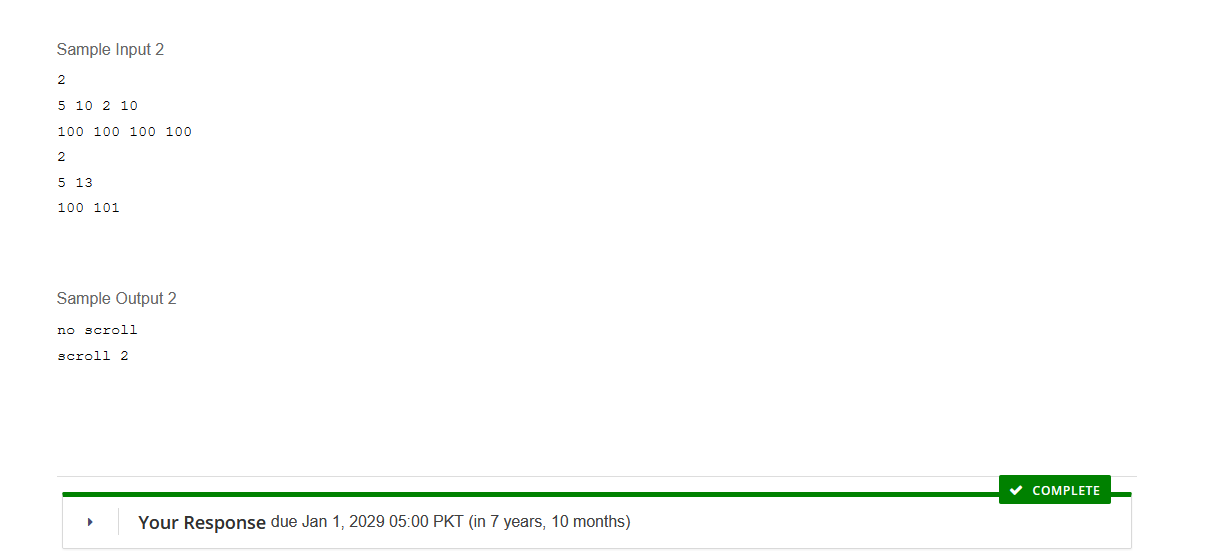 Sample Input 2
2
5 10 2 10
100 100 100 100
2
5 13
100 101
Sample Output 2
no scroll
scroll 2
COMPLETE
Your Response due Jan 1, 2029 05:00 PKT (in 7 years, 10 months)